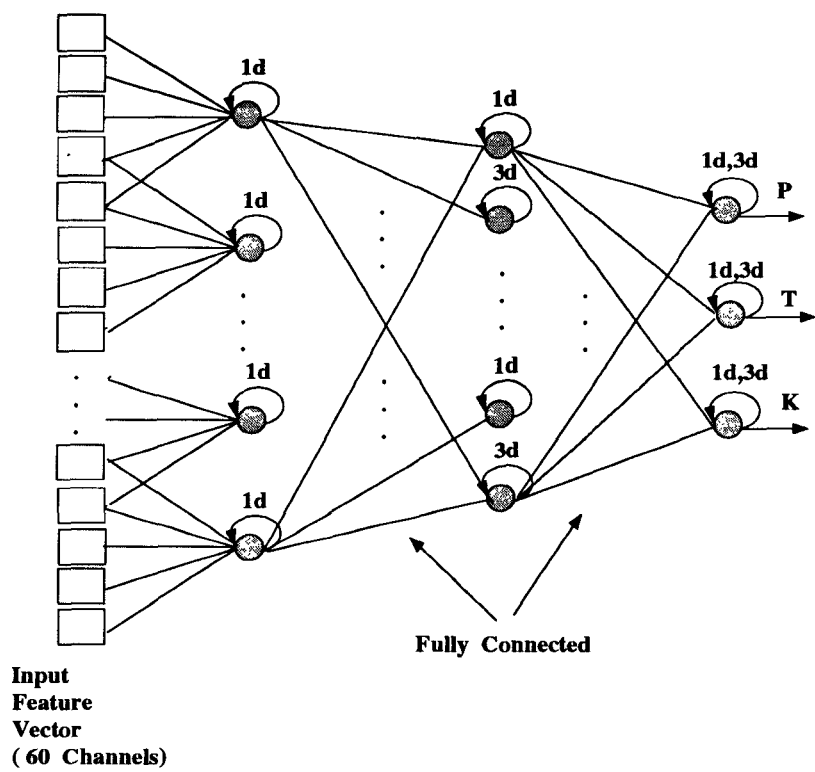 1d
1d
1d,3d
P
3d
1d
1d,3d
T
1d
1d
1d,3d
K
3d
1d
Fully Connected
Input
Feature
Vector
( 60 Channels)